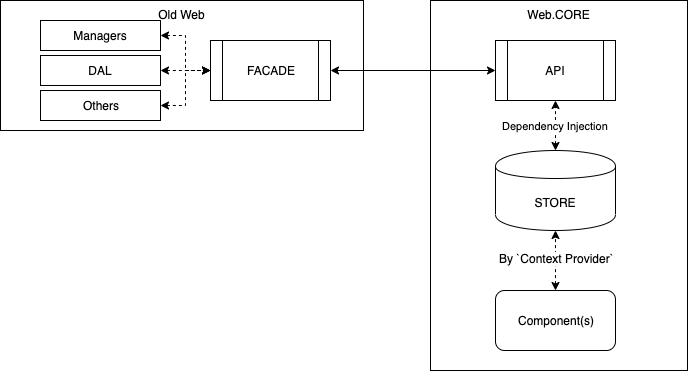 Old Web
Managers
DAL
Others
FACADE
Web.CORE
API
Dependency Injection
STORE
By `Context Provider`
Component(s)